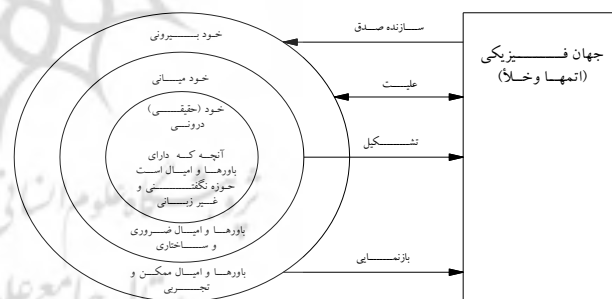 سازنده صدق
خود بیرونی
جهان فیزیکی
(اتمها و خلأ)
خود میانی
علیت
خود (حقیقی)
درونی
تشکیل
آنچه که دارای
باورها و امیال است
حوزه نگفتنی و
غیر زبانی
باورها و امیال ضروری
و ساختاری
بازنمایی
باورها و امیال ممکن و
تجربی